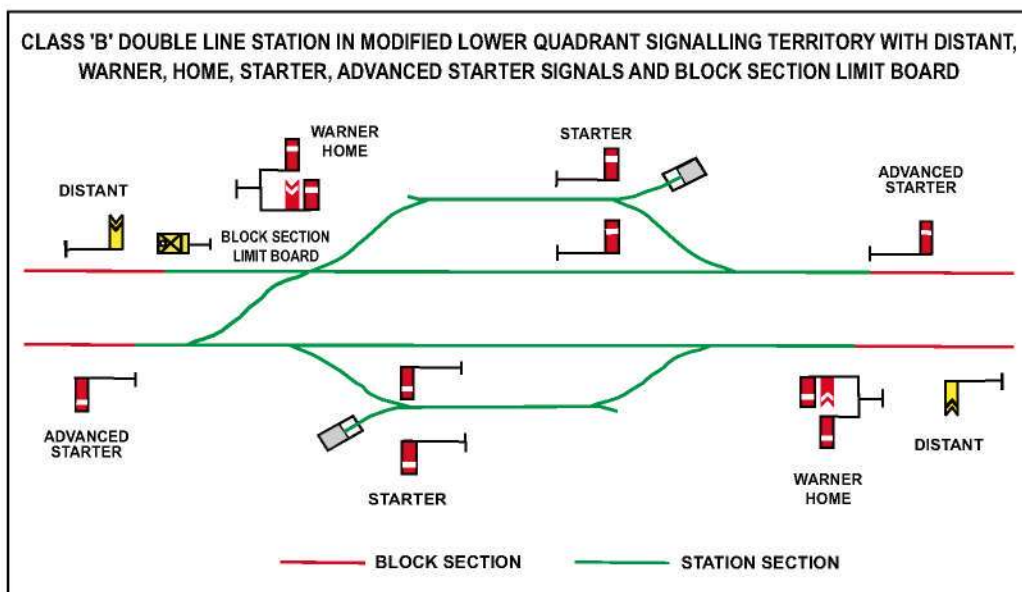 CLASS 'B' DOUBLE LINE STATION IN MODIFIED LOWER QUADRANT SIGNALLING TERRITORY WITH DISTANT,
WARNER, HOME, STARTER, ADVANCED STARTER SIGNALS AND BLOCK SECTION LIMIT BOARD
WARNER
HOME
STARTER
ADVANCED
STARTER
DISTANT
BLOCK SECTION
LIMIT BOARD
ADVANCED
STARTER
STARTER
WARNER
HOME
DISTANT
BLOCK SECTION
STATION SECTION